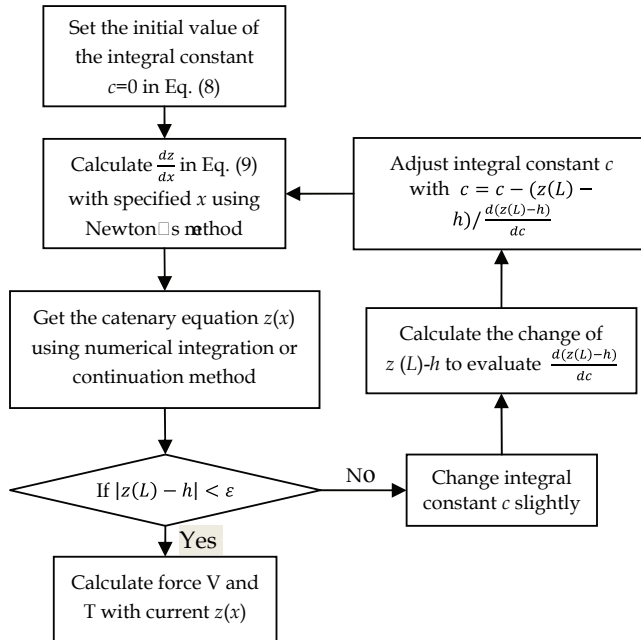 Set the initial value of
the integral constant
c=0 in Eq. (8)
Calculate dz/dx in Eq. (9)
with specified x using
Newton□s method
Get the catenary equation z(x)
using numerical integration or
continuation method
If |z(L) − h| < ε
Yes
Calculate force V and
T with current z(x)
No
Change integral
constant c slightly
Calculate the change of
z (L)-h to evaluate d(z(L)−h)/dc
Adjust integral constant c
with c = c − (z(L) −
h)/ d(z(L)−h)/dc